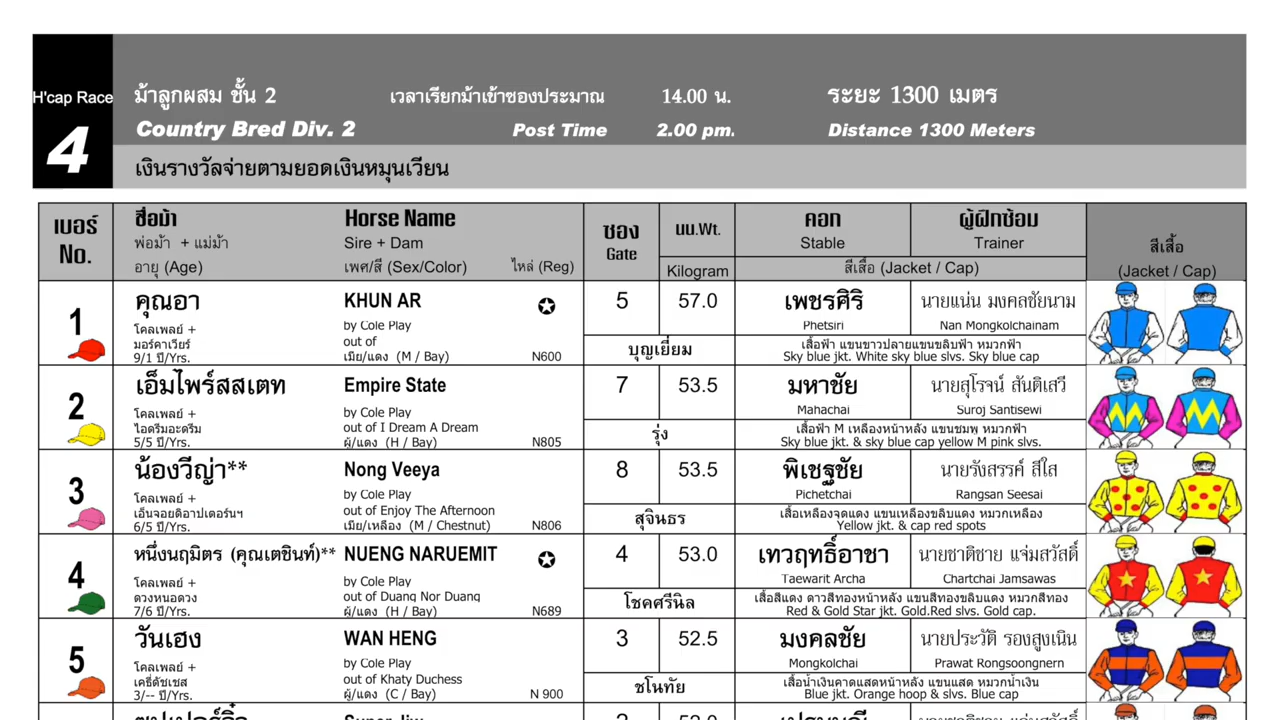 H'cap Race
ม้าลูกผสม ชั้น 2 เวลาเรียกม้าเข้าซองประมาณ 14.00 น. ระยะ 1300 เมตร
4
Country Bred Div. 2 Post Time 2.00 pm. Distance 1300 Meters
เงินรางวัลจ่ายตามยอดเงินหมุนเวียน
เบอร์ No. ชื่อม้า Horse Name ซอง Gate นน.Wt. คอก ผู้ฝึกซ้อม สีเสื้อ
พ่อม้า + แม่ม้า Sire + Dam Stable Trainer
อายุ (Age) เพศ/สี (Sex/Color) ไหล่ (Reg) Kilogram สีเสื้อ (Jacket / Cap) (Jacket / Cap)
1 คุณอา KHUN AR 5 57.0 เพชรศิริ นายแน่น มงคลชัยนาม
โคลเพลย์ + by Cole Play Phetsiri Nan Mongkolchainam
มอร์คาเวียร์ out of บุญเยี่ยม เสื้อฟ้า แขนขาวปลายแขนขลิบฟ้า หมวกฟ้า
9/1 ปี/Yrs. เมีย/แดง (M / Bay) N600 Sky blue jkt. White sky blue slvs. Sky blue cap
2 เอ็มไพร์สสเตท Empire State 7 53.5 มหาชัย นายสุโรจน์ สันติเสวี
โคลเพลย์ + by Cole Play Mahachai Suroj Santisewi
ไอดรีมอะดรีม out of I Dream A Dream รุ่ง เสื้อฟ้า M เหลืองหน้าหลัง แขนชมพู หมวกฟ้า
5/5 ปี/Yrs. ผู้/แดง (H / Bay) N805 Sky blue jkt. & sky blue cap yellow M pink slvs.
3 น้องวีญ่า** Nong Veeya 8 53.5 พิเชฐชัย นายรังสรรค์ สีใส
โคลเพลย์ + by Cole Play Pichetchai Rangsan Seesai
เอ็นจอยดิอาปเตอร์นฯ out of Enjoy The Afternoon สุจินธร เสื้อเหลืองจุดแดง แขนเหลืองขลิบแดง หมวกเหลือง
6/5 ปี/Yrs. เมีย/เหลือง (M / Chestnut) N806 Yellow jkt. & cap red spots
4 หนึ่งนฤมิตร (คุณเตชินท์)** NUENG NARUEMIT 4 53.0 เทวฤทธิ์อาชา นายชาติชาย แจ่มสวัสดิ์
โคลเพลย์ + by Cole Play Taewarit Archa Chartchai Jamsawas
ดวงหนอดวง out of Duang Nor Duang โชคศรีนิล เสื้อสีแดง ดาวสีทองหน้าหลัง แขนสีทองขลิบแดง หมวกสีทอง
7/6 ปี/Yrs. ผู้/แดง (H / Bay) N689 Red & Gold Star jkt. Gold.Red slvs. Gold cap.
5 วันเฮง WAN HENG 3 52.5 มงคลชัย นายประวัติ รองสูงเนิน
โคลเพลย์ + by Cole Play Mongkolchai Prawat Rongsoongnern
เคธี่ดัชเชส out of Khaty Duchess ชโนทัย เสื้อน้ำเงินคาดแสดหน้าหลัง แขนแสด หมวกน้ำเงิน
3/-- ปี/Yrs. ผู้/แดง (C / Bay) N 900 Blue jkt. Orange hoop & slvs. Blue cap